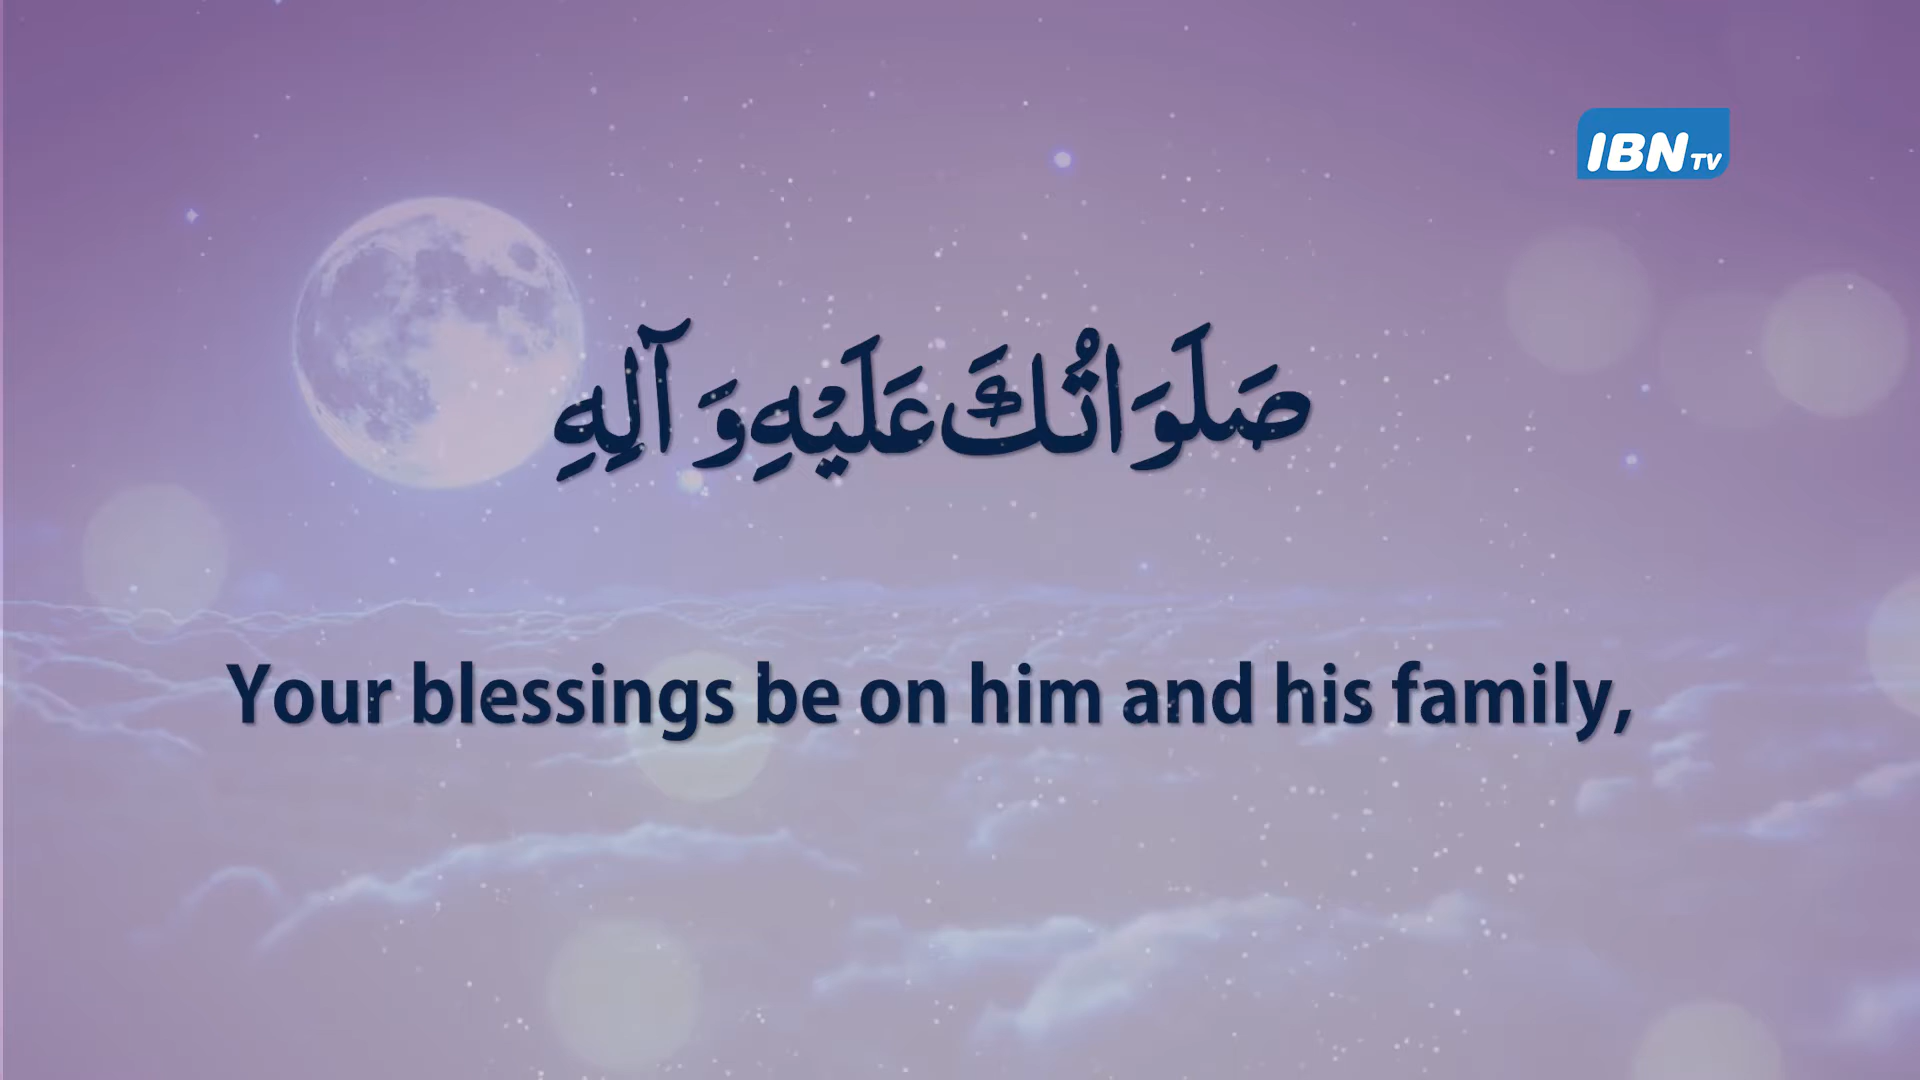 IBN TV
صَلَوَاتُكَ عَلَيْهِ وَ آلِهِ
Your blessings be on him and his family,